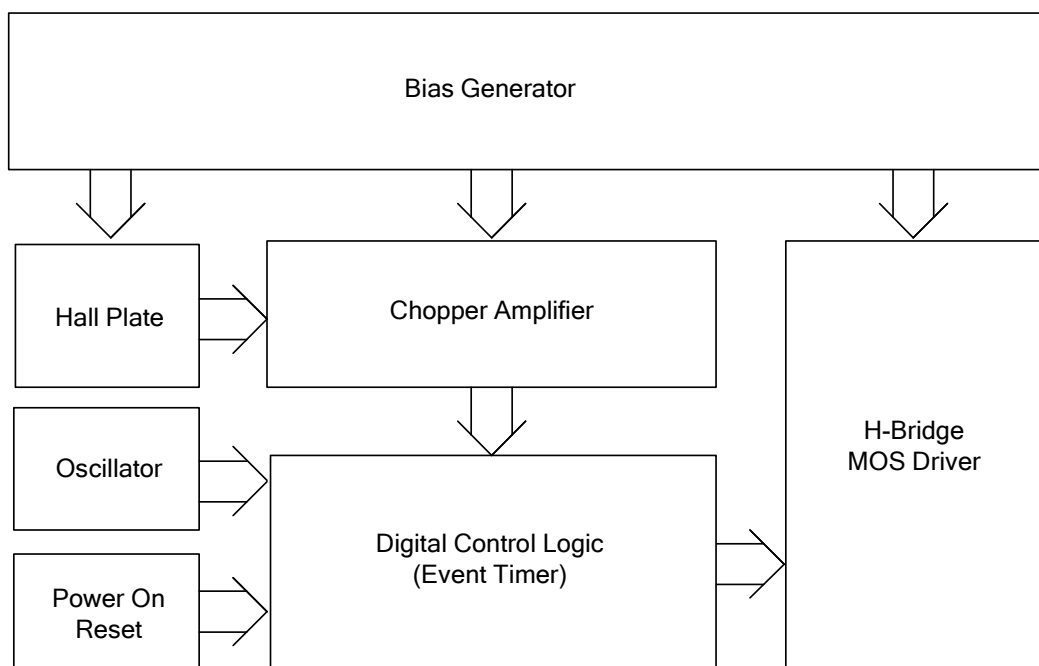 Bias Generator
Hall Plate
Chopper Amplifier
Oscillator
H-Bridge
MOS Driver
Digital Control Logic
(Event Timer)
Power On
Reset